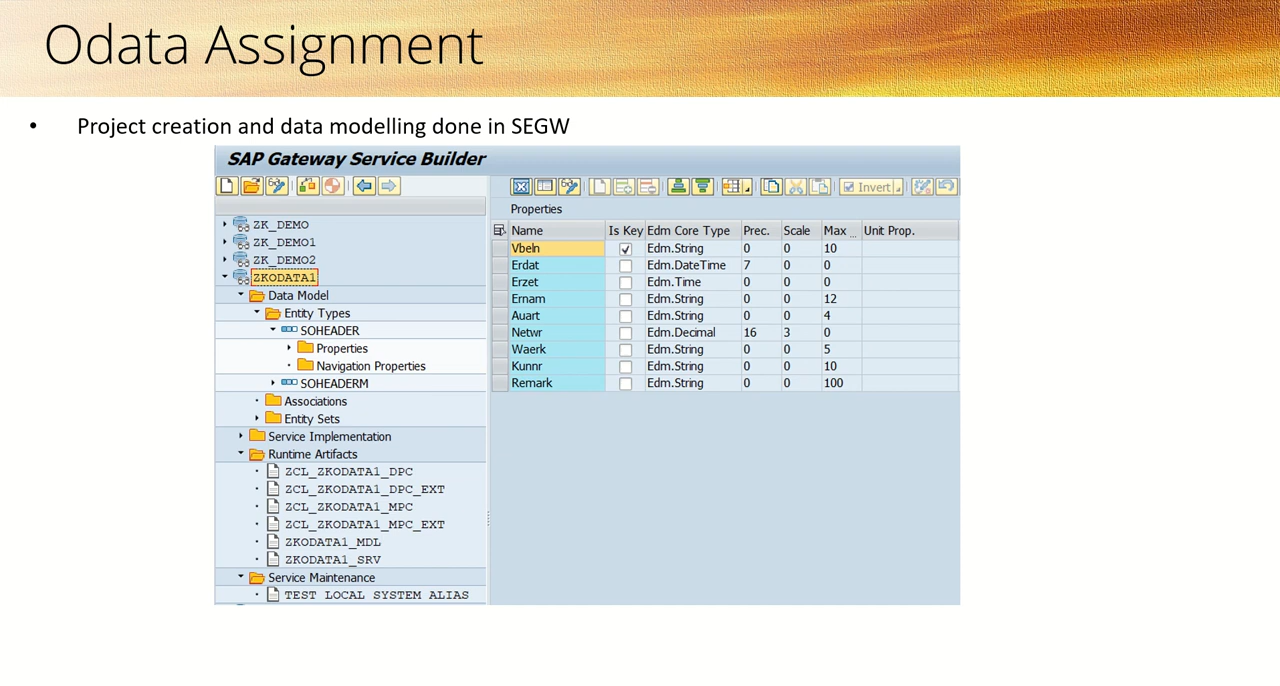 Odata Assignment
• Project creation and data modelling done in SEGW
SAP Gateway Service Builder
Invert
Properties
ZK_DEMO
ZK_DEMO1
ZK_DEMO2
ZKODATA1
Data Model
Entity Types
SOHEADER
Properties
Navigation Properties
SOHEADERM
Associations
Entity Sets
Service Implementation
Runtime Artifacts
ZCL_ZKODATA1_DPC
ZCL_ZKODATA1_DPC_EXT
ZCL_ZKODATA1_MPC
ZCL_ZKODATA1_MPC_EXT
ZKODATA1_MDL
ZKODATA1_SRV
Service Maintenance
TEST LOCAL SYSTEM ALIAS
Name Is Key Edm Core Type Prec. Scale Max ... Unit Prop.
Vbeln Edm.String 0 0 10
Erdat Edm.DateTime 7 0 0
Erzet Edm.Time 0 0 0
Ernam Edm.String 0 0 12
Auart Edm.String 0 0 4
Netwr Edm.Decimal 16 3 0
Waerk Edm.String 0 0 5
Kunnr Edm.String 0 0 10
Remark Edm.String 0 0 100